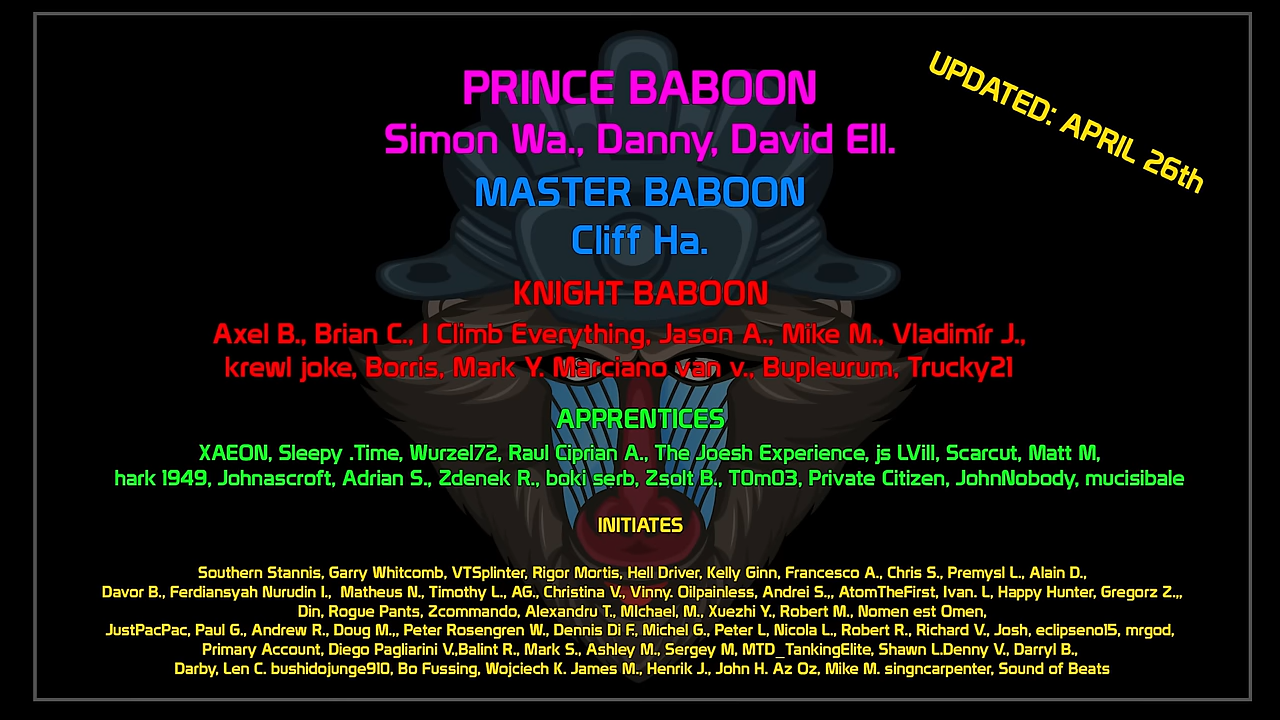 PRINCE BABOON
UPDATED: APRIL 26th
Simon Wa., Danny, David Ell.
MASTER BABOON
Cliff Ha.
KNIGHT BABOON
Axel B., Brian C., I Climb Everything, Jason A., Mike M., Vladimír J.,
krewl joke, Borris, Mark Y. Marciano van v., Bupleurum, Trucky21
APPRENTICES
XAEON, Sleepy .Time, Wurzel72, Raul Ciprian A., The Joesh Experience, js LVill, Scarcut, Matt M,
hark 1949, Johnascroft, Adrian S., Zdenek R., boki serb, Zsolt B., T0m03, Private Citizen, JohnNobody, mucisibale
INITIATES
Southern Stannis, Garry Whitcomb, VTSplinter, Rigor Mortis, Hell Driver, Kelly Ginn, Francesco A., Chris S., Premysl L., Alain D.,
Davor B., Ferdiansyah Nurudin I., Matheus N., Timothy L., AG., Christina V., Vinny. Oilpainless, Andrei S.,, AtomTheFirst, Ivan. L, Happy Hunter, Gregorz Z.,,
Din, Rogue Pants, Zcommando, Alexandru T., MIchael, M., Xuezhi Y., Robert M., Nomen est Omen,
JustPacPac, Paul G., Andrew R., Doug M.,, Peter Rosengren W., Dennis Di F., Michel G., Peter L, Nicola L., Robert R., Richard V., Josh, eclipseno15, mrgod,
Primary Account, Diego Pagliarini V.,Balint R., Mark S., Ashley M., Sergey M, MTD_TankingElite, Shawn L.Denny V., Darryl B.,
Darby, Len C. bushidojunge910, Bo Fussing, Wojciech K. James M., Henrik J., John H. Az Oz, Mike M. singncarpenter, Sound of Beats